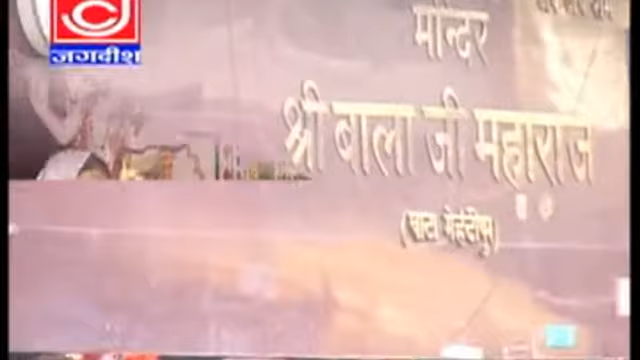 जगदीश
मन्दिर
श्री बाला जी महाराज
(घाटा मेहंदीपुर)